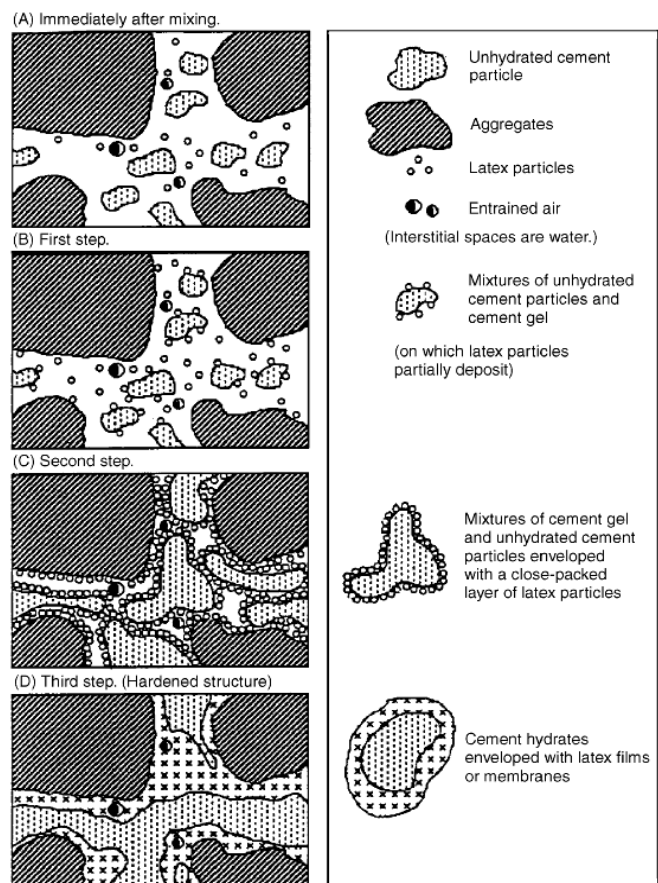 (A) Immediately after mixing.
Unhydrated cement
particle
Aggregates
Latex particles
Entrained air
(Interstitial spaces are water.)
(B) First step.
Mixtures of unhydrated
cement particles and
cement gel
(on which latex particles
partially deposit)
(C) Second step.
Mixtures of cement gel
and unhydrated cement
particles enveloped
with a close-packed
layer of latex particles
(D) Third step. (Hardened structure)
Cement hydrates
enveloped with latex films
or membranes